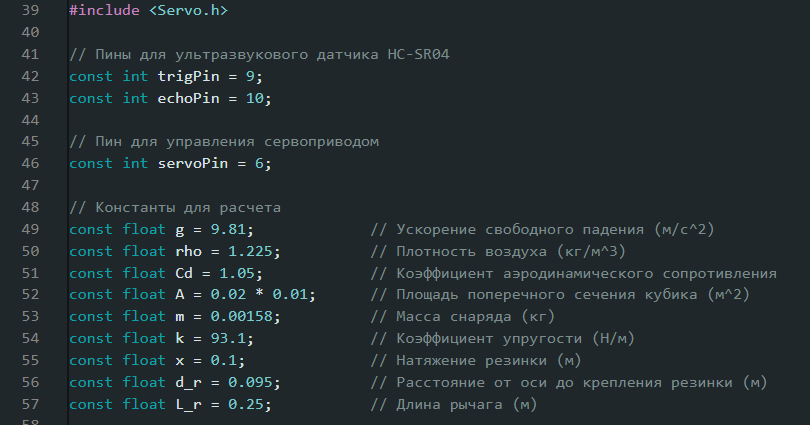 39 #include <Servo.h>
40
41 // Пины для ультразвукового датчика HC-SR04
42 const int trigPin = 9;
43 const int echoPin = 10;
44
45 // Пин для управления сервоприводом
46 const int servoPin = 6;
47
48 // Константы для расчета
49 const float g = 9.81; // Ускорение свободного падения (м/с^2)
50 const float rho = 1.225; // Плотность воздуха (кг/м^3)
51 const float Cd = 1.05; // Коэффициент аэродинамического сопротивления
52 const float A = 0.02 * 0.01; // Площадь поперечного сечения кубика (м^2)
53 const float m = 0.00158; // Масса снаряда (кг)
54 const float k = 93.1; // Коэффициент упругости (Н/м)
55 const float x = 0.1; // Натяжение резинки (м)
56 const float d_r = 0.095; // Расстояние от оси до крепления резинки (м)
57 const float L_r = 0.25; // Длина рычага (м)
58